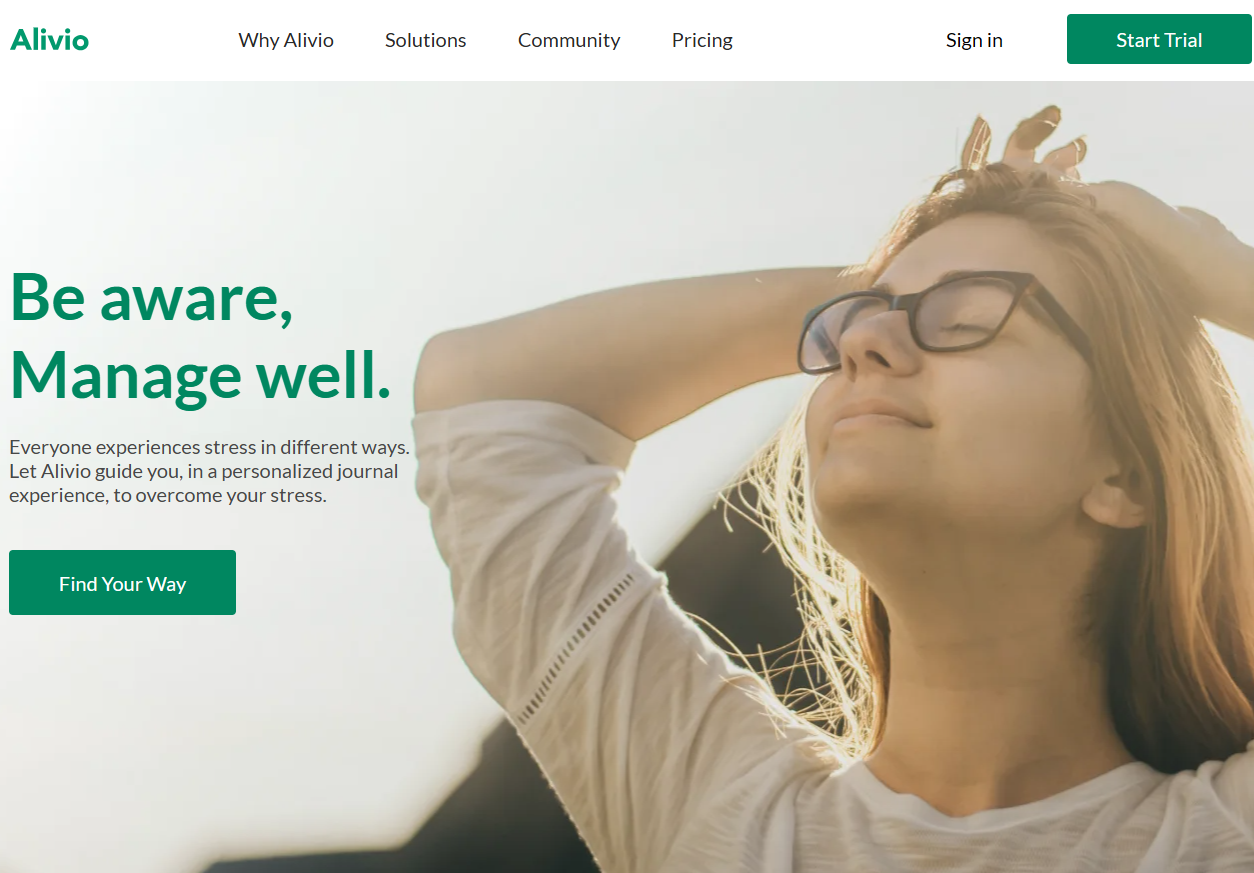 Alivio
Why Alivio
Solutions
Community
Pricing
Sign in
Start Trial
Be aware,
Manage well.
Everyone experiences stress in different ways.
Let Alivio guide you, in a personalized journal
experience, to overcome your stress.
Find Your Way